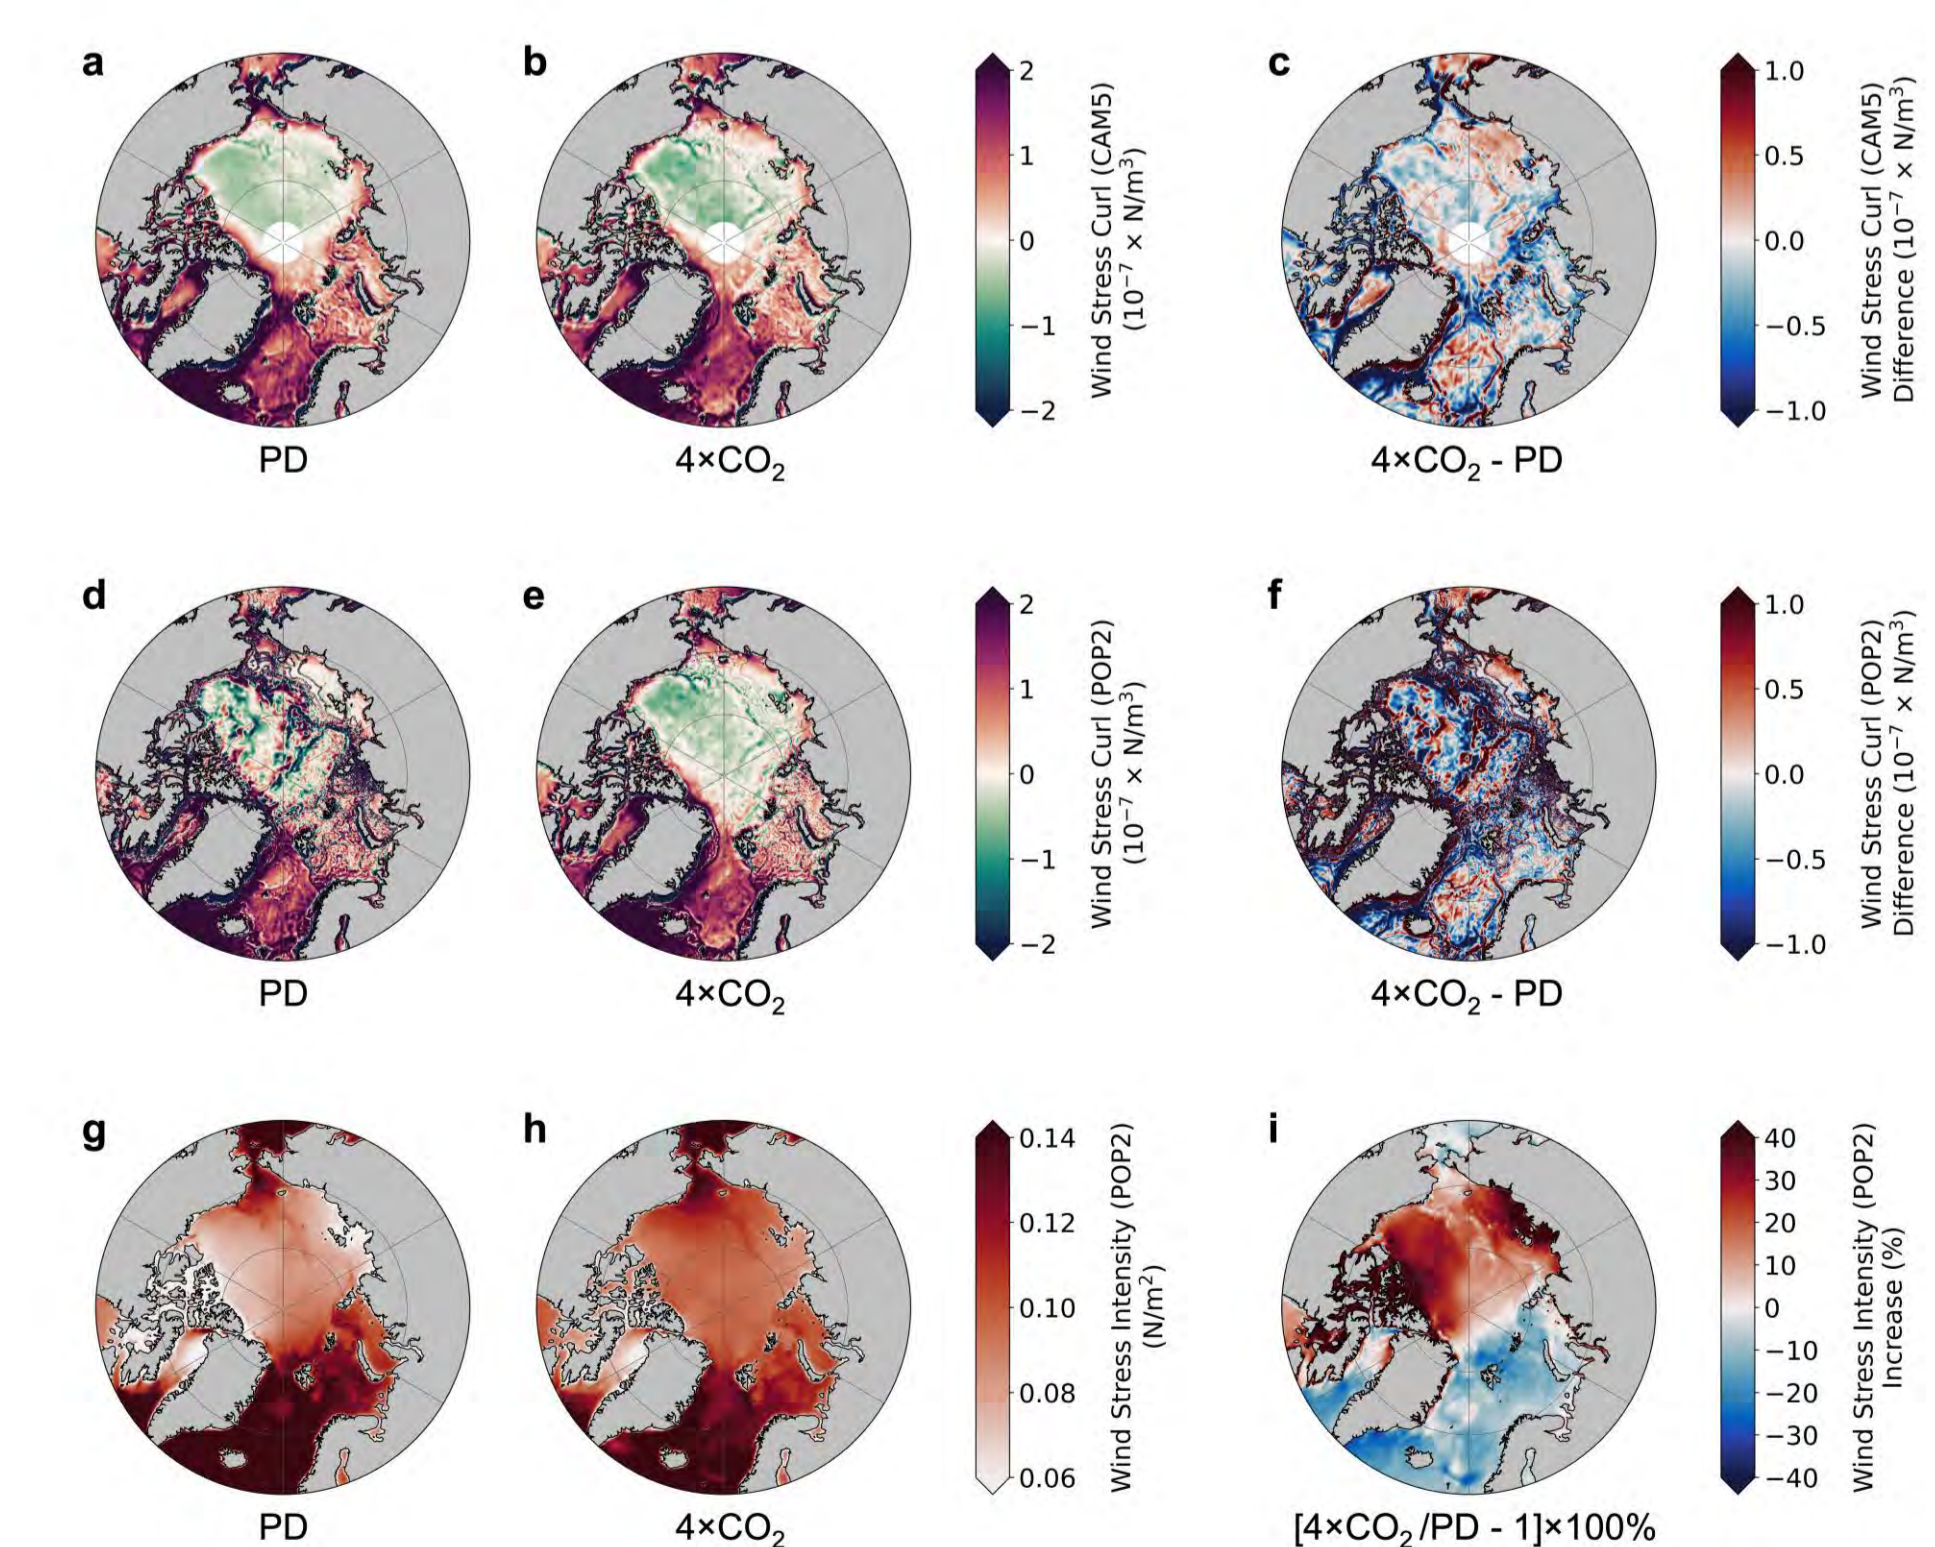 a
b
c
2
1
0
−1
−2
Wind Stress Curl (CAM5)
(10⁻⁷ × N/m³)
1.0
0.5
0.0
−0.5
−1.0
Wind Stress Curl (CAM5)
Difference (10⁻⁷ × N/m³)
PD
4×CO₂
4×CO₂ - PD
d
e
f
2
1
0
−1
−2
Wind Stress Curl (POP2)
(10⁻⁷ × N/m³)
1.0
0.5
0.0
−0.5
−1.0
Wind Stress Curl (POP2)
Difference (10⁻⁷ × N/m³)
PD
4×CO₂
4×CO₂ - PD
g
h
i
0.14
0.12
0.10
0.08
0.06
Wind Stress Intensity (POP2)
(N/m²)
40
30
20
10
0
−10
−20
−30
−40
Wind Stress Intensity (POP2)
Increase (%)
PD
4×CO₂
[4×CO₂/PD - 1]×100%